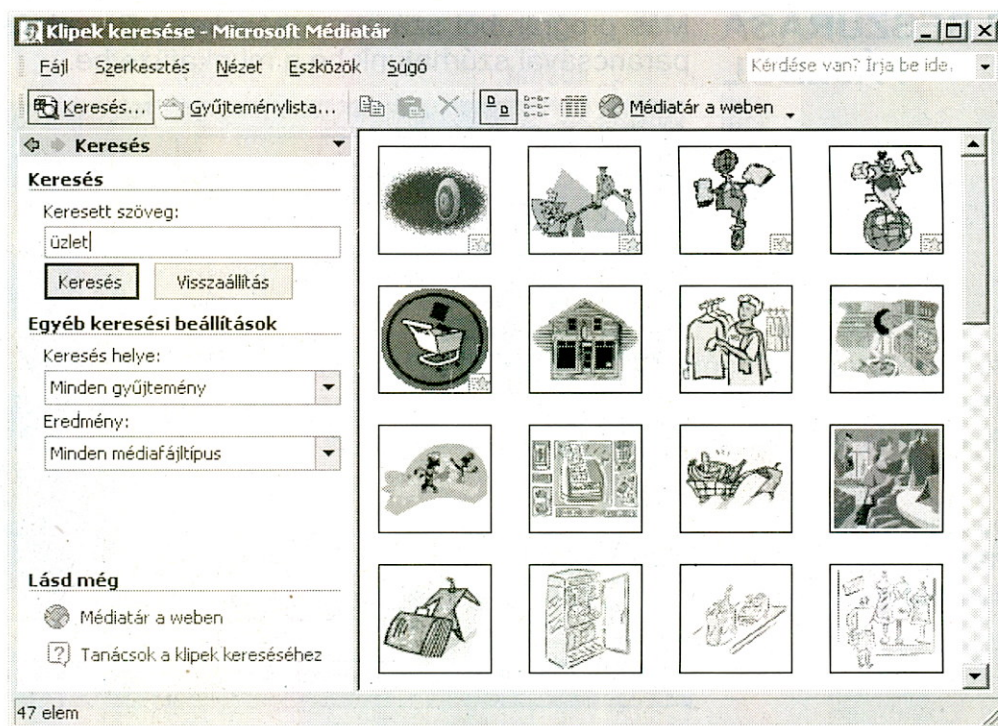 Klipek keresése - Microsoft Médiatár
Fájl Szerkesztés Nézet Eszközök Súgó Kérdése van? Írja be ide.
Keresés... Gyűjteménylista... Médiatár a weben
Keresés
Keresés
Keresett szöveg:
üzlet
Keresés Visszaállítás
Egyéb keresési beállítások
Keresés helye:
Minden gyűjtemény
Eredmény:
Minden médiafájltípus
Lásd még
Médiatár a weben
Tanácsok a klipek kereséséhez
47 elem